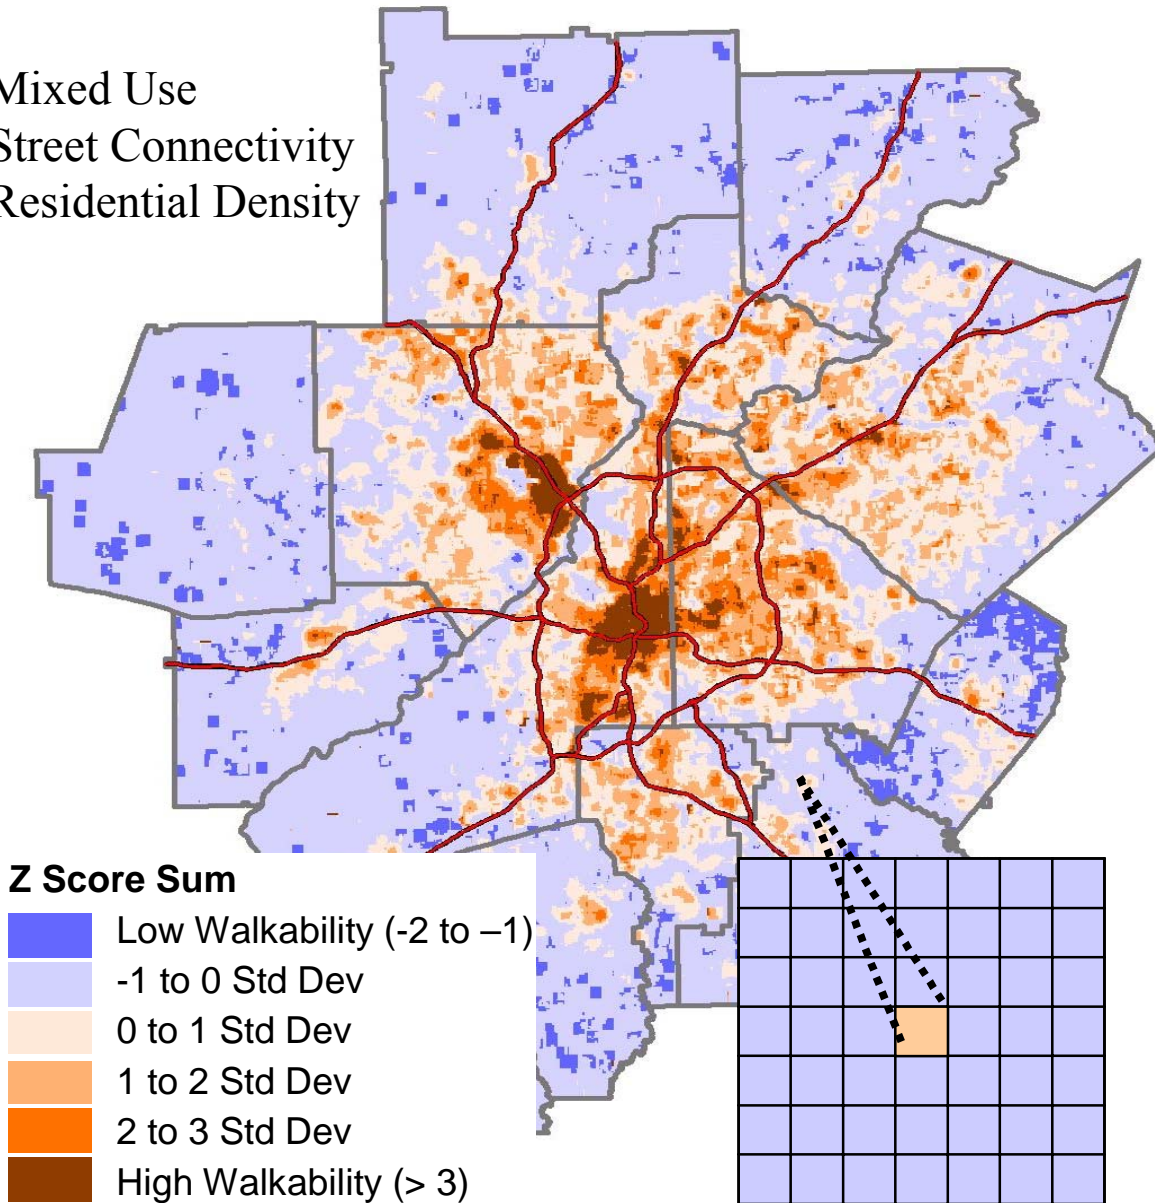 Mixed Use
Street Connectivity
Residential Density
Z Score Sum
Low Walkability (-2 to –1)
-1 to 0 Std Dev
0 to 1 Std Dev
1 to 2 Std Dev
2 to 3 Std Dev
High Walkability (> 3)